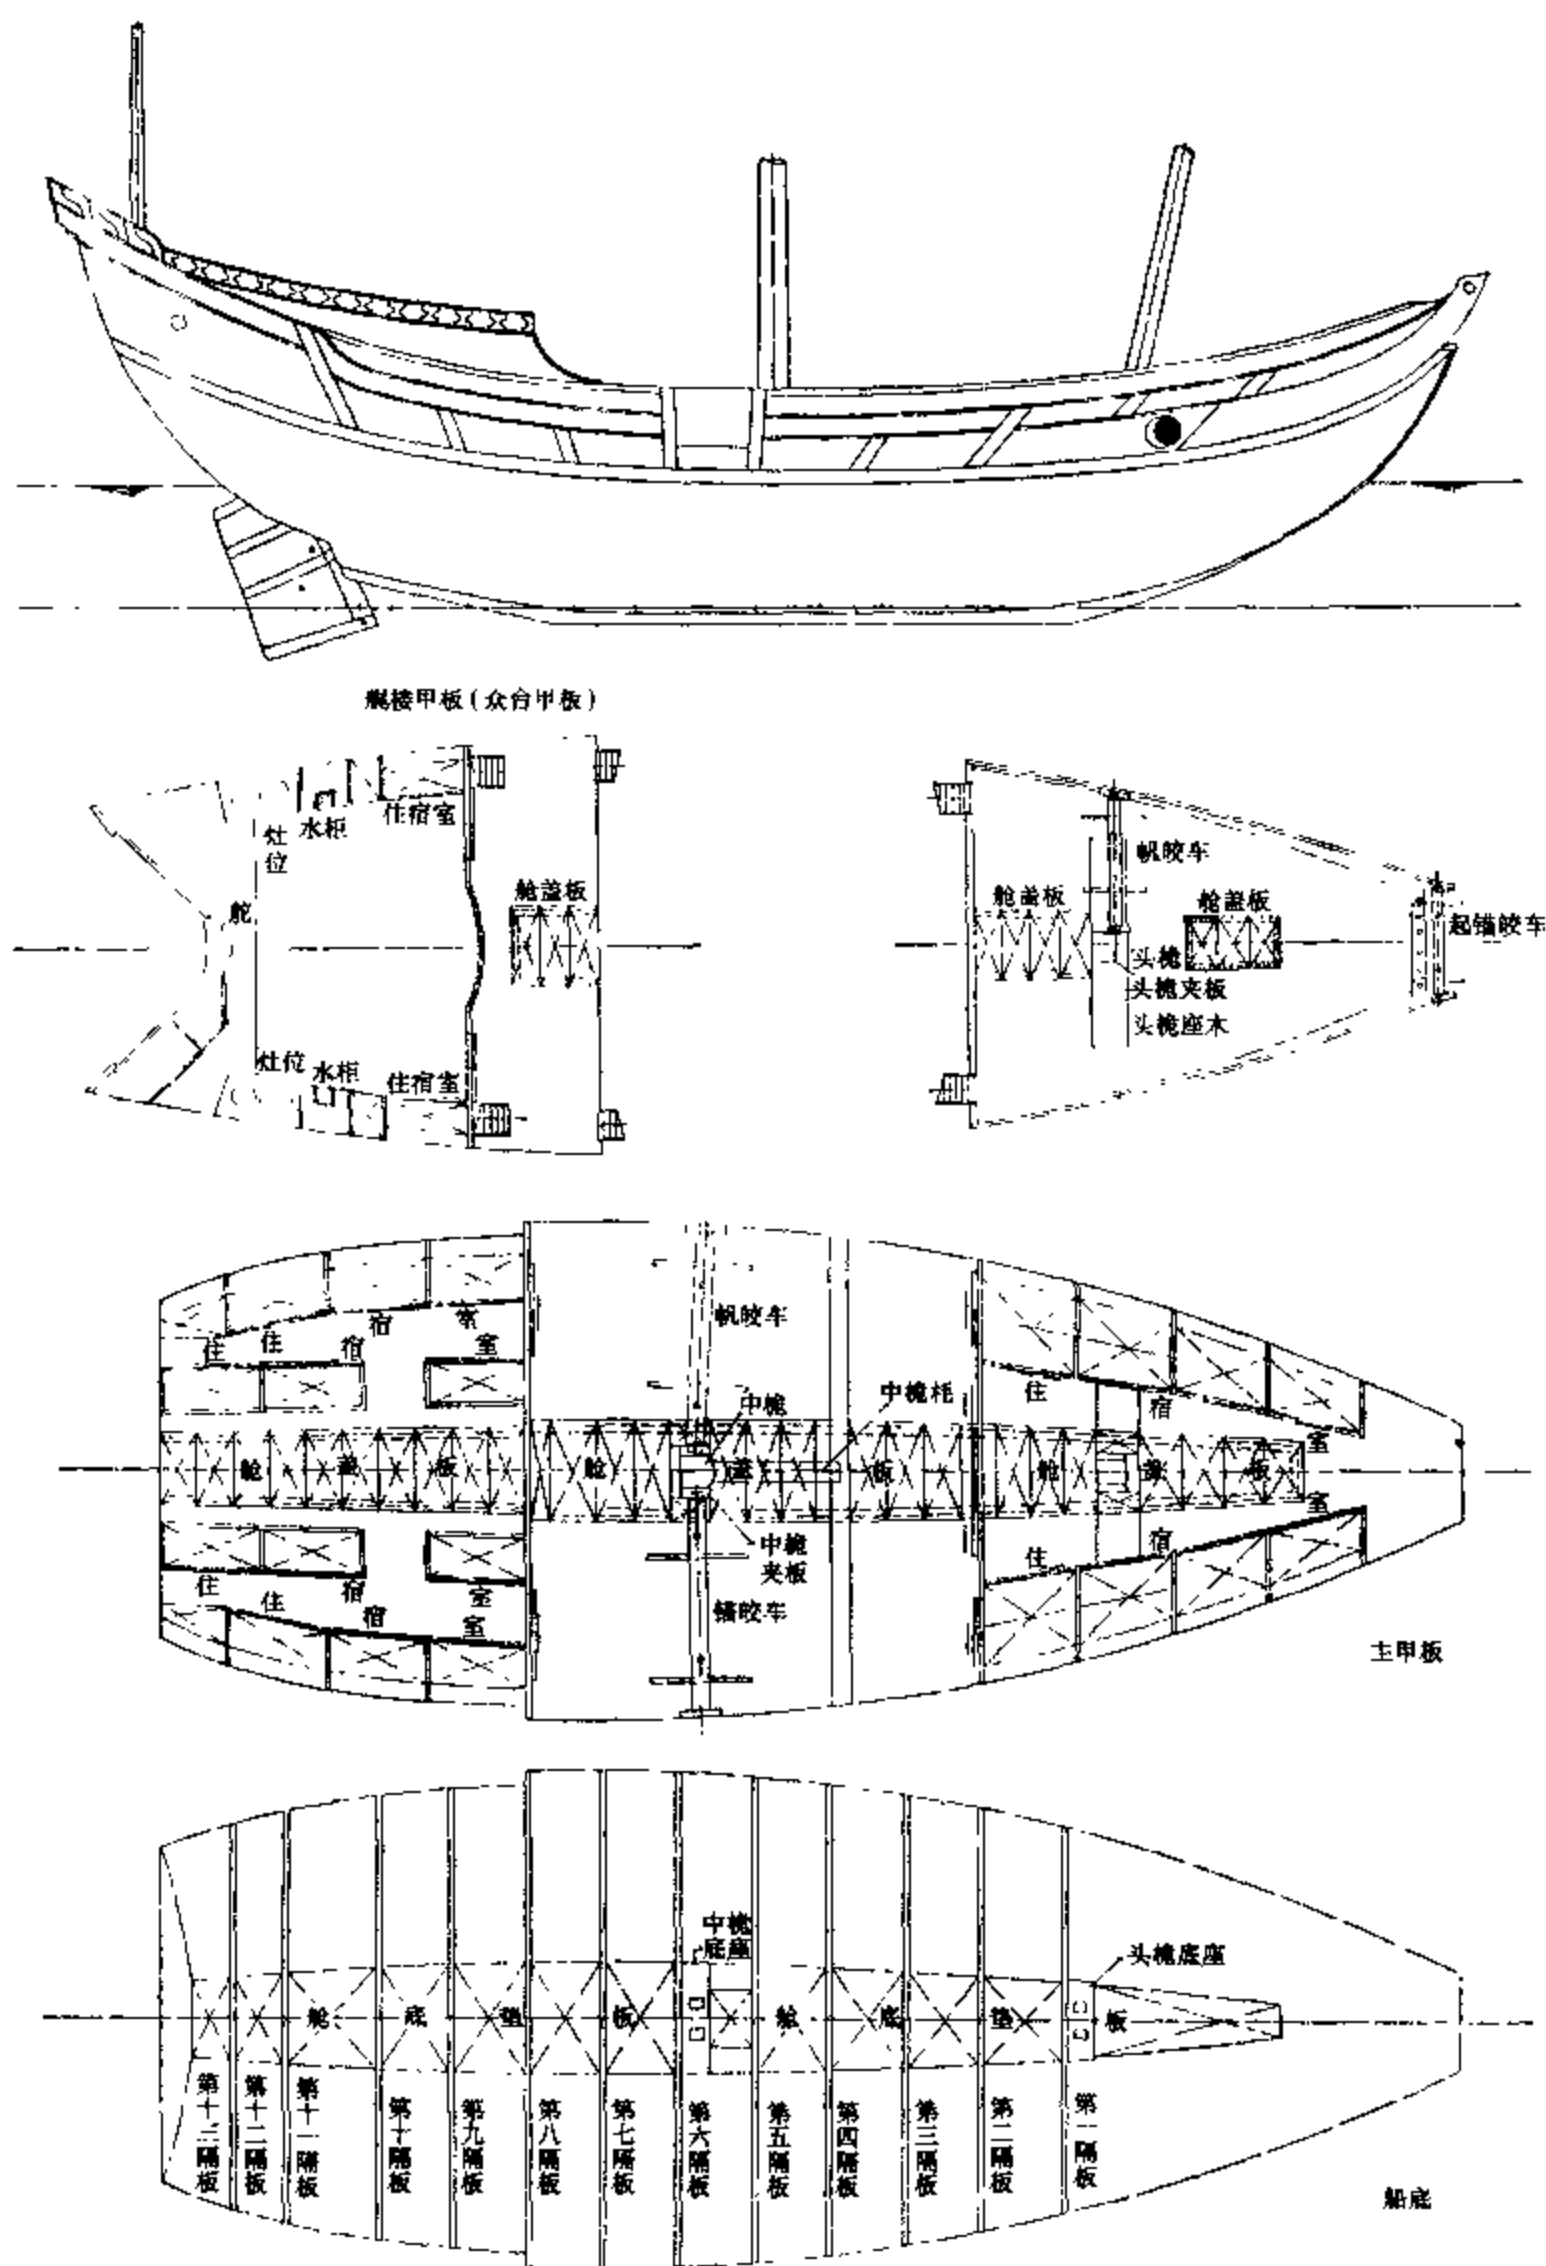 艉楼甲板(众台甲板)
住宿室
水柜
灶位
舵
舱盖板
灶位
水柜
住宿室
帆绞车
舱盖板
舱盖板
起锚绞车
头桅
头桅夹板
头桅座木
帆绞车
住宿室
住宿室
中桅
中桅杔
住宿室
舱盖板
舱盖板
舱盖板
中桅
夹板
住宿室
住宿室
住宿室
锚绞车
主甲板
中桅
底座
头桅底座
舱底垫板
舱底垫板
第十三隔板
第十二隔板
第十一隔板
第十隔板
第九隔板
第八隔板
第七隔板
第六隔板
第五隔板
第四隔板
第三隔板
第二隔板
第一隔板
船底